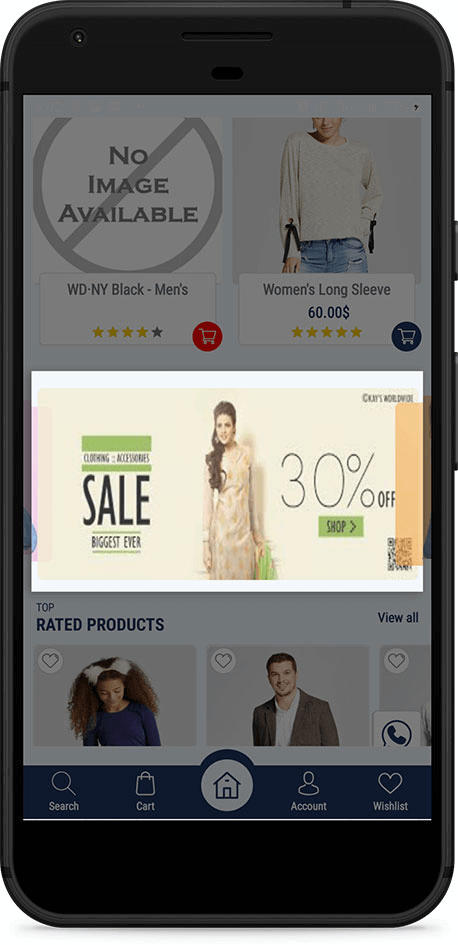 No
Image
Available
WD-NY Black - Men's
Women's Long Sleeve
60.00$
©KAY'S WORLDWIDE
CLOTHING :: ACCESSORIES
SALE
BIGGEST EVER
30% OFF
SHOP >
TOP
RATED PRODUCTS
View all
Search
Cart
Account
Wishlist